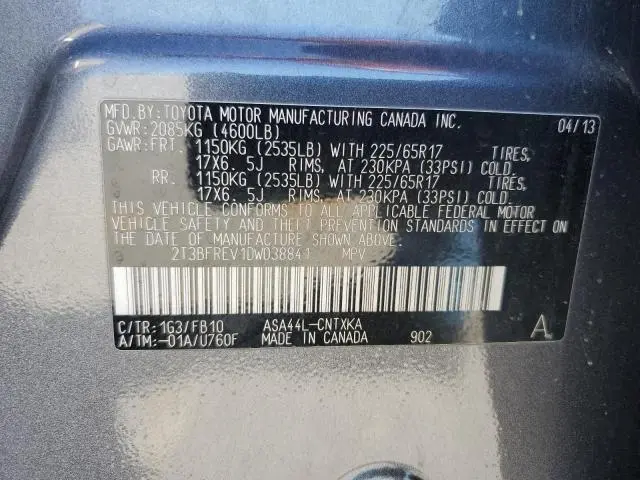 MFD.BY:TOYOTA MOTOR MANUFACTURING CANADA INC.
GVWR:2085KG (4600LB) 04/13
GAWR:FRT. 1150KG (2535LB) WITH 225/65R17 TIRES,
17X6.5J RIMS, AT 230KPA (33PSI) COLD.
RR. 1150KG (2535LB) WITH 225/65R17 TIRES,
17X6.5J RIMS, AT 230KPA (33PSI) COLD.
THIS VEHICLE CONFORMS TO ALL APPLICABLE FEDERAL MOTOR
VEHICLE SAFETY AND THEFT PREVENTION STANDARDS IN EFFECT ON
THE DATE OF MANUFACTURE SHOWN ABOVE.
2T3BFREV1DW038841 MPV
C/TR:1G3/FB10 ASA44L-CNTXKA
A/TM:-01A/U760F MADE IN CANADA 902 A